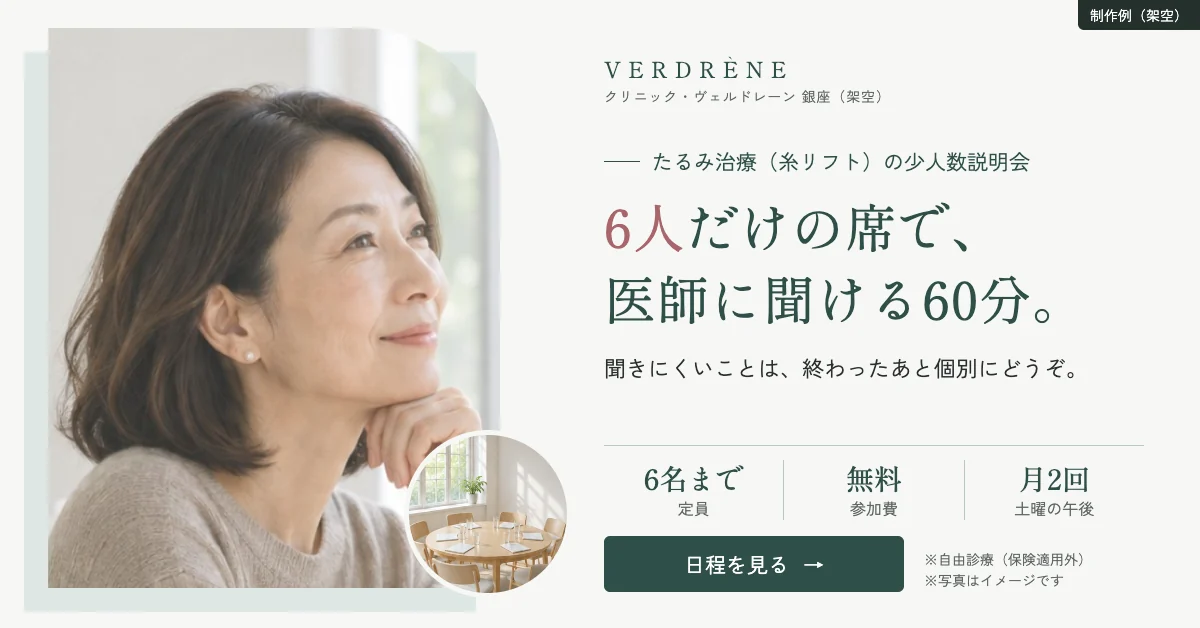 制作例（架空）
VERDRÈNE
クリニック・ヴェルドレーン 銀座（架空）
たるみ治療（糸リフト）の少人数説明会
6人だけの席で、
医師に聞ける60分。
聞きにくいことは、終わったあと個別にどうぞ。
6名まで
定員
無料
参加費
月2回
土曜の午後
日程を見る →
※自由診療（保険適用外）
※写真はイメージです